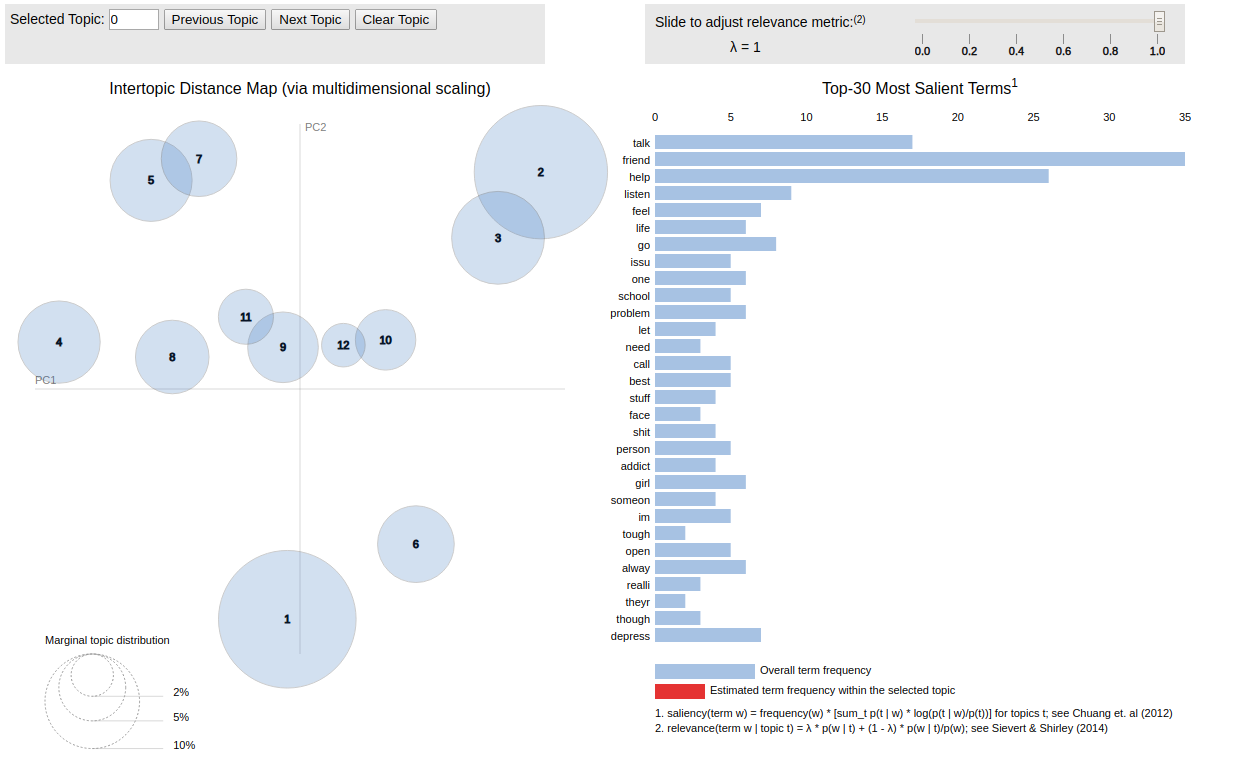 Selected Topic: 0 Previous Topic Next Topic Clear Topic
Slide to adjust relevance metric:(2)
λ = 1
0.0 0.2 0.4 0.6 0.8 1.0
Intertopic Distance Map (via multidimensional scaling)
PC2
PC1
7
5
2
3
4
8
11
9
12
10
6
1
Marginal topic distribution
2%
5%
10%
Top-30 Most Salient Terms1
0 5 10 15 20 25 30 35
talk
friend
help
listen
feel
life
go
issu
one
school
problem
let
need
call
best
stuff
face
shit
person
addict
girl
someon
im
tough
open
alway
realli
theyr
though
depress
Overall term frequency
Estimated term frequency within the selected topic
1. saliency(term w) = frequency(w) * [sum_t p(t | w) * log(p(t | w)/p(t))] for topics t; see Chuang et. al (2012)
2. relevance(term w | topic t) = λ * p(w | t) + (1 - λ) * p(w | t)/p(w); see Sievert & Shirley (2014)